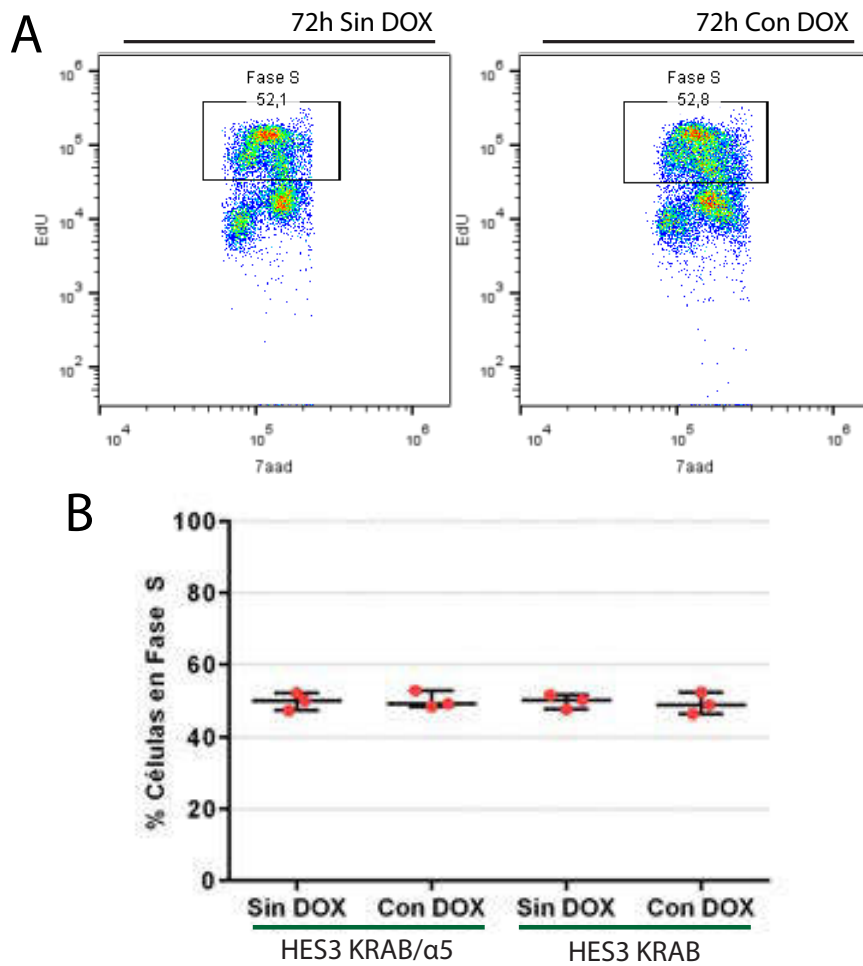 A
72h Sin DOX
72h Con DOX
Fase S
52,1
10^6
10^5
10^4
10^3
10^2
EdU
10^4
10^5
10^6
7aad
Fase S
52,8
10^6
10^5
10^4
10^3
10^2
EdU
10^4
10^5
10^6
7aad
B
% Células en Fase S
100
80
60
40
20
0
Sin DOX
Con DOX
Sin DOX
Con DOX
HES3 KRAB/α5
HES3 KRAB